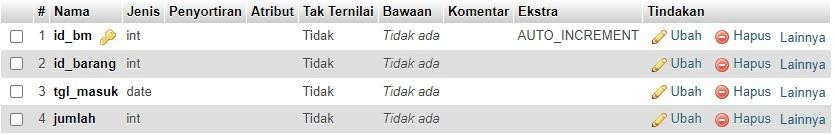 # Nama Jenis Penyortiran Atribut Tak Ternilai Bawaan Komentar Ekstra Tindakan
1 id_bm int Tidak Tidak ada AUTO_INCREMENT Ubah Hapus Lainnya
2 id_barang int Tidak Tidak ada Ubah Hapus Lainnya
3 tgl_masuk date Tidak Tidak ada Ubah Hapus Lainnya
4 jumlah int Tidak Tidak ada Ubah Hapus Lainnya